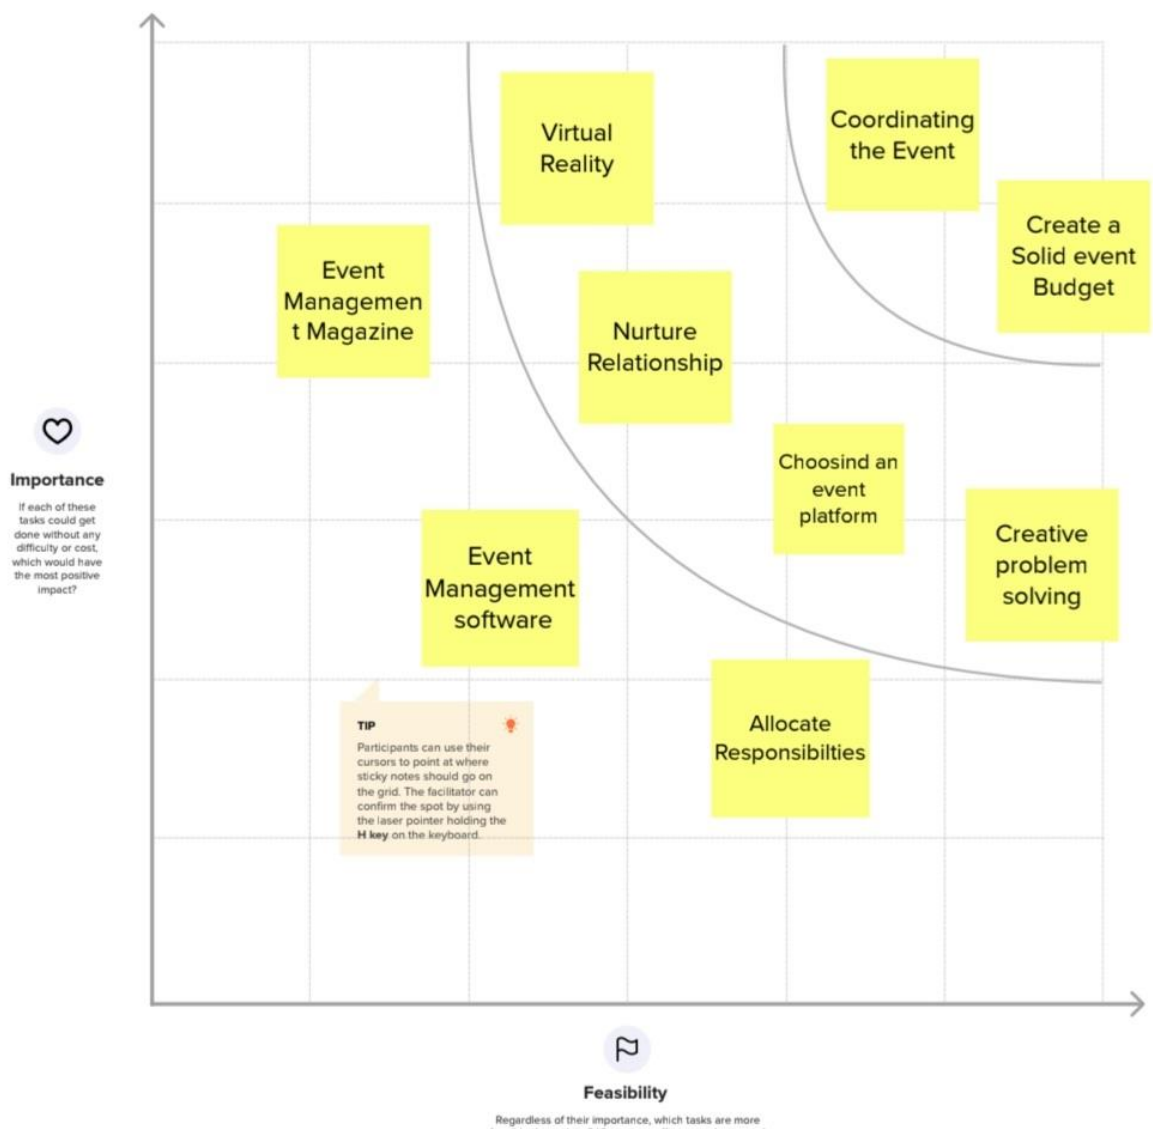 Virtual
Reality
Coordinating
the Event
Create a
Solid event
Budget
Event
Managemen
t Magazine
Nurture
Relationship
Importance
If each of these
tasks could get
done without any
difficulty or cost,
which would have
the most positive
impact?
Choosind an
event
platform
Creative
problem
solving
Event
Management
software
Allocate
Responsibilties
TIP
Participants can use their
cursors to point at where
sticky notes should go on
the grid. The facilitator can
confirm the spot by using
the laser pointer holding the
H key on the keyboard.
Feasibility
Regardless of their importance, which tasks are more